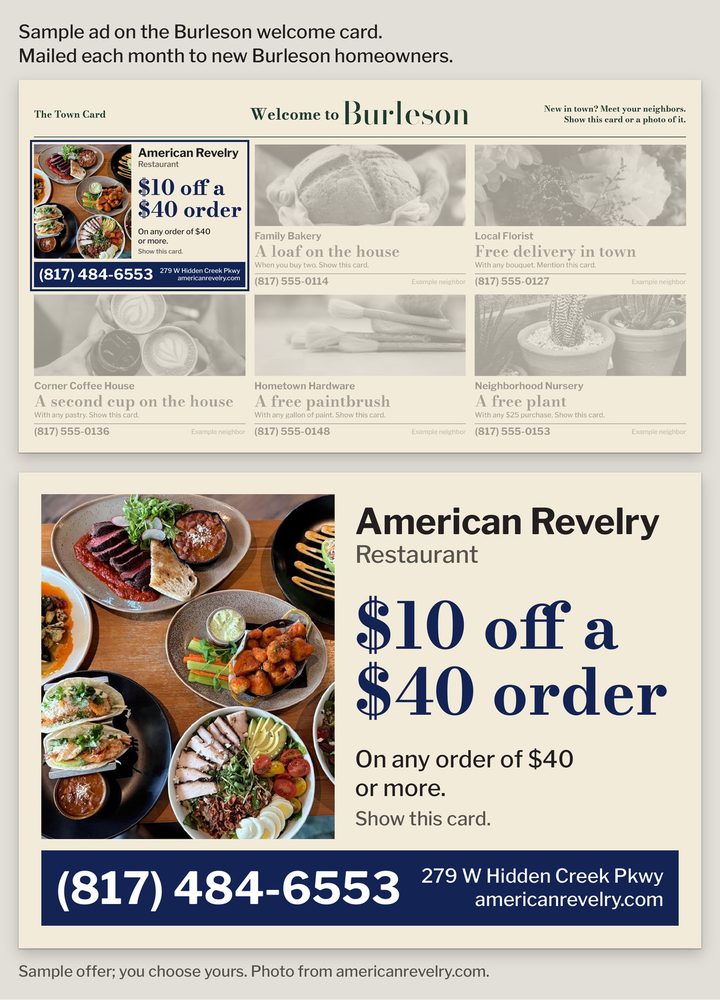 Sample ad on the Burleson welcome card.
Mailed each month to new Burleson homeowners.
The Town Card
Welcome to Burleson
New in town? Meet your neighbors.
Show this card or a photo of it.
American Revelry
Restaurant
$10 off a
$40 order
On any order of $40
or more.
Show this card.
(817) 484-6553
279 W Hidden Creek Pkwy
americanrevelry.com
Family Bakery
A loaf on the house
When you buy two. Show this card.
(817) 555-0114
Example neighbor
Local Florist
Free delivery in town
With any bouquet. Mention this card.
(817) 555-0127
Example neighbor
Corner Coffee House
A second cup on the house
With any pastry. Show this card.
(817) 555-0136
Example neighbor
Hometown Hardware
A free paintbrush
With any gallon of paint. Show this card.
(817) 555-0148
Example neighbor
Neighborhood Nursery
A free plant
With any $25 purchase. Show this card.
(817) 555-0153
Example neighbor
American Revelry
Restaurant
$10 off a
$40 order
On any order of $40
or more.
Show this card.
(817) 484-6553
279 W Hidden Creek Pkwy
americanrevelry.com
Sample offer; you choose yours. Photo from americanrevelry.com.